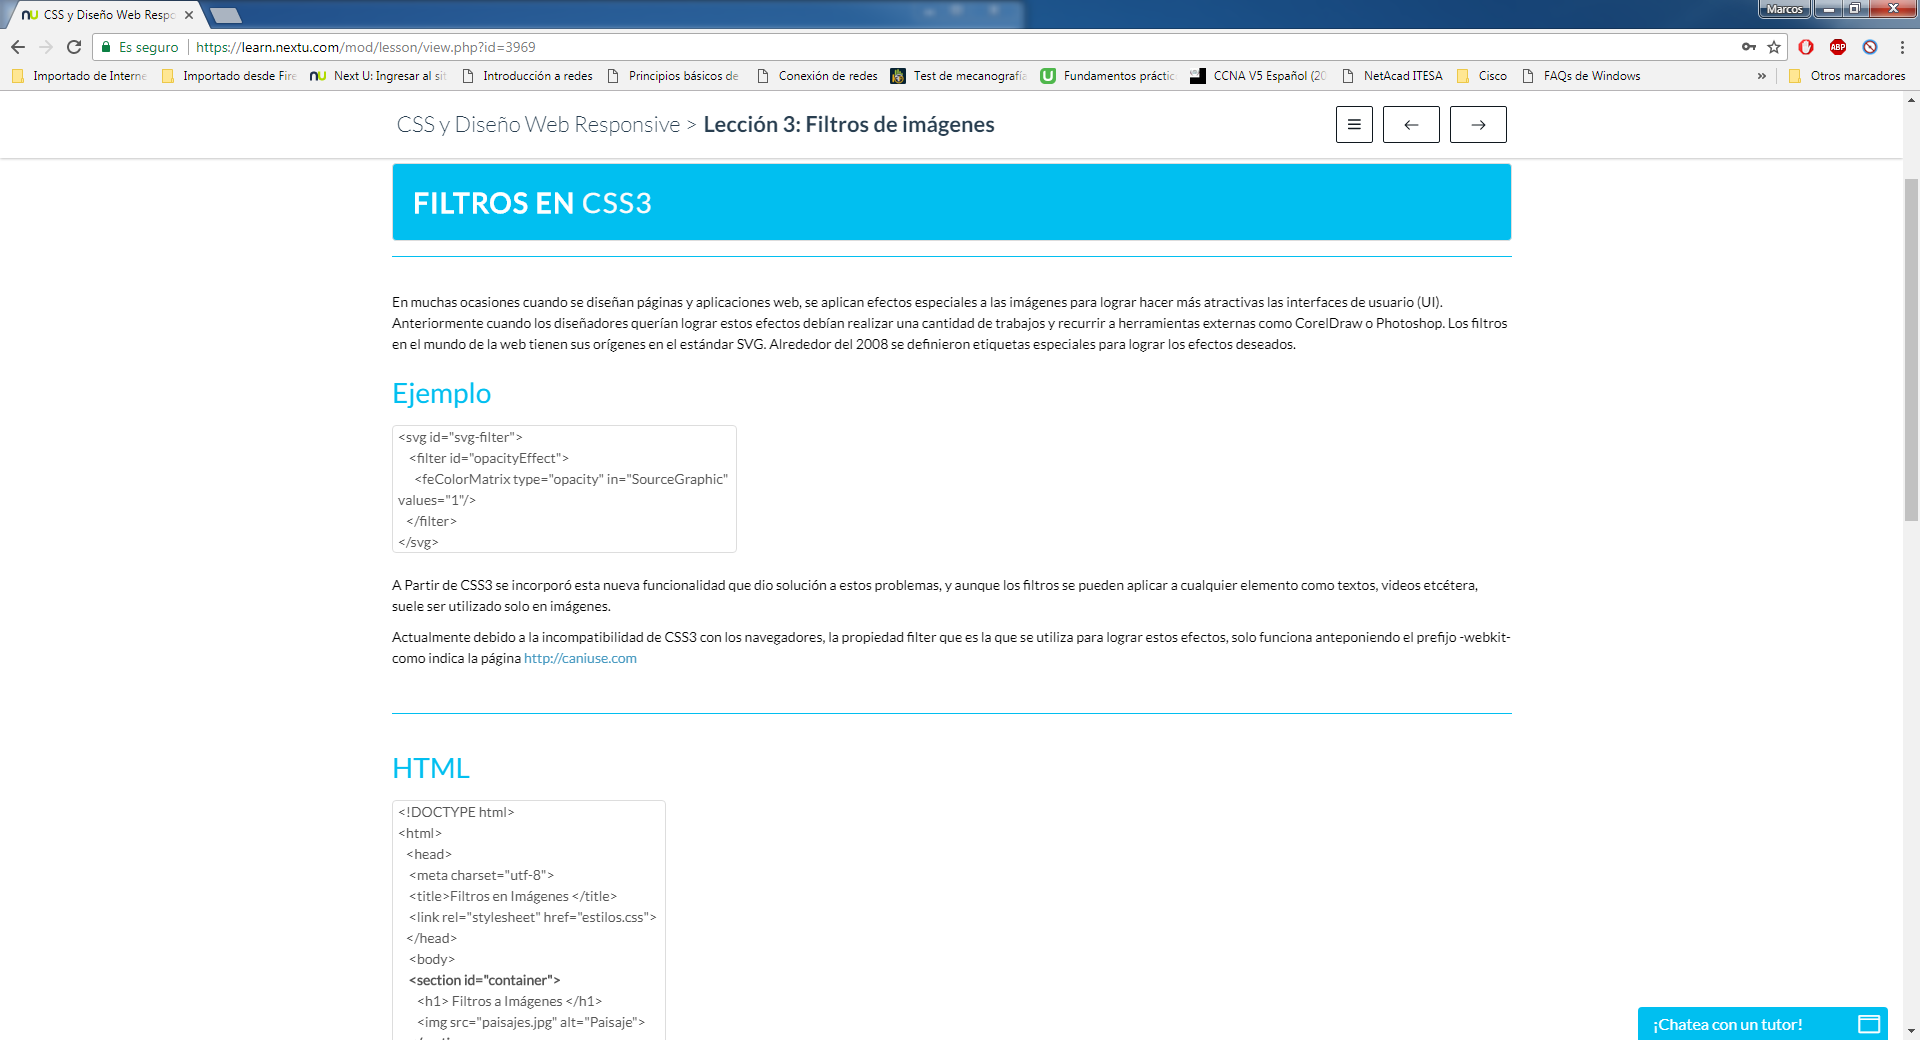 CSS y Diseño Web Respo
Marcos
Es seguro
https://learn.nextu.com/mod/lesson/view.php?id=3969
ABP
Importado de Interne Importado desde Fire Next U: Ingresar al sit Introducción a redes Principios básicos de Conexión de redes Test de mecanografía Fundamentos práctic CCNA V5 Español (20 NetAcad ITESA Cisco FAQs de Windows » Otros marcadores
CSS y Diseño Web Responsive > Lección 3: Filtros de imágenes
FILTROS EN CSS3
En muchas ocasiones cuando se diseñan páginas y aplicaciones web, se aplican efectos especiales a las imágenes para lograr hacer más atractivas las interfaces de usuario (UI).
Anteriormente cuando los diseñadores querían lograr estos efectos debían realizar una cantidad de trabajos y recurrir a herramientas externas como CorelDraw o Photoshop. Los filtros
en el mundo de la web tienen sus orígenes en el estándar SVG. Alrededor del 2008 se definieron etiquetas especiales para lograr los efectos deseados.
Ejemplo
<svg id="svg-filter">
<filter id="opacityEffect">
<feColorMatrix type="opacity" in="SourceGraphic"
values="1"/>
</filter>
</svg>
A Partir de CSS3 se incorporó esta nueva funcionalidad que dio solución a estos problemas, y aunque los filtros se pueden aplicar a cualquier elemento como textos, videos etcétera,
suele ser utilizado solo en imágenes.
Actualmente debido a la incompatibilidad de CSS3 con los navegadores, la propiedad filter que es la que se utiliza para lograr estos efectos, solo funciona anteponiendo el prefijo -webkit-
como indica la página http://caniuse.com
HTML
<!DOCTYPE html>
<html>
<head>
<meta charset="utf-8">
<title>Filtros en Imágenes </title>
<link rel="stylesheet" href="estilos.css">
</head>
<body>
<section id="container">
<h1> Filtros a Imágenes </h1>
<img src="paisajes.jpg" alt="Paisaje">
¡Chatea con un tutor!